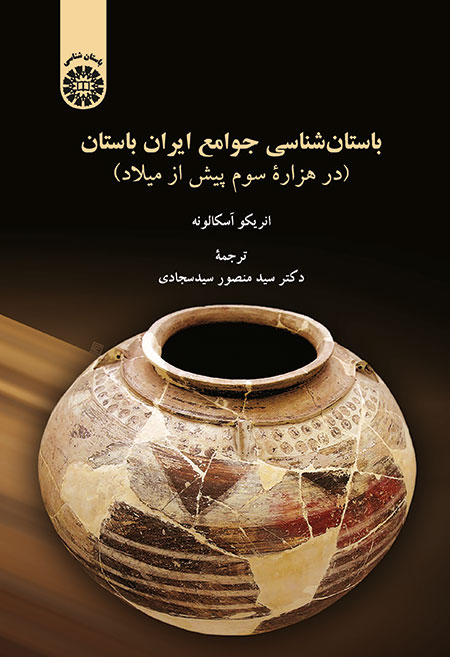 باستان شناسی
باستان‌شناسی جوامع ایران باستان
(در هزارهٔ سوم پیش از میلاد)
انریکو آسکالونه
ترجمهٔ
دکتر سید منصور سیدسجادی